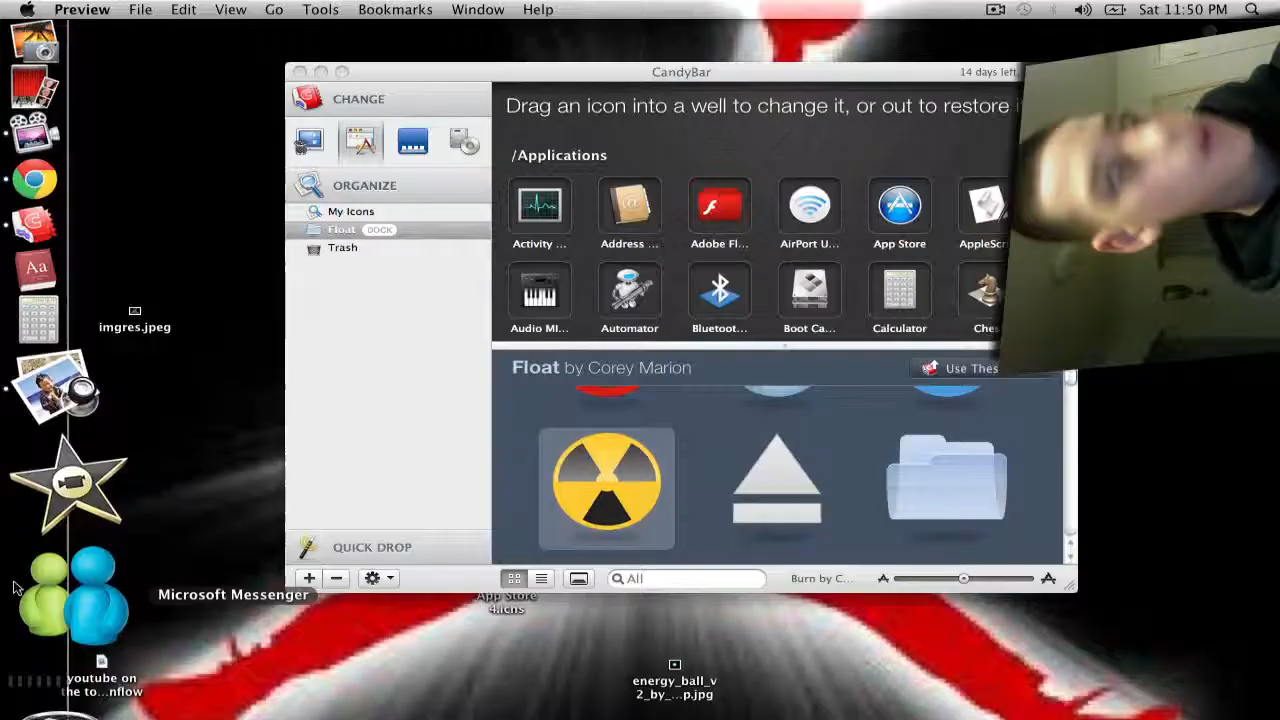 Preview File Edit View Go Tools Bookmarks Window Help Sat 11:50 PM
CandyBar 14 days left
CHANGE
Drag an icon into a well to change it, or out to restore
/Applications
ORGANIZE
My Icons
Float DOCK
Trash
Activity ... Address ... Adobe Fl... AirPort U... App Store AppleScr
Audio MI... Automator Bluetoot... Boot Ca... Calculator Ches
Float by Corey Marion Use Thes
QUICK DROP
All Burn by C...
Aa
imgres.jpeg
Microsoft Messenger
App Store
4.icns
youtube on
the to...nflow
energy_ball_v
2_by_...p.jpg